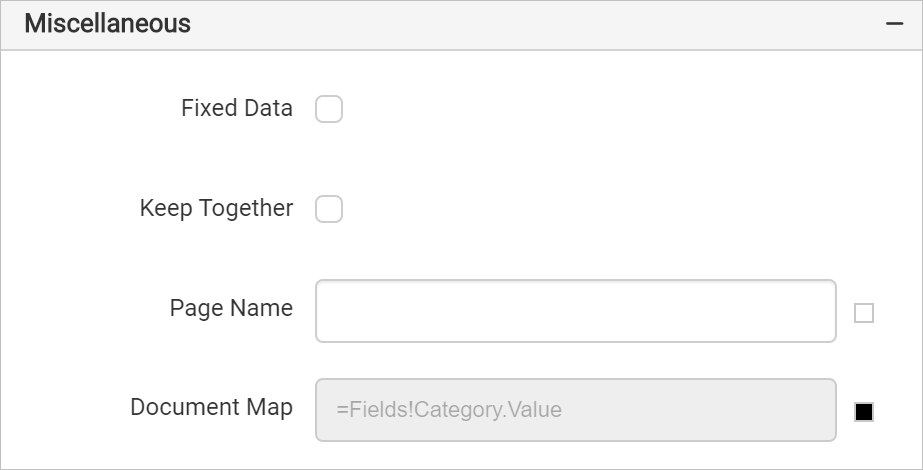 Miscellaneous
Fixed Data
Keep Together
Page Name
Document Map
=Fields!Category.Value